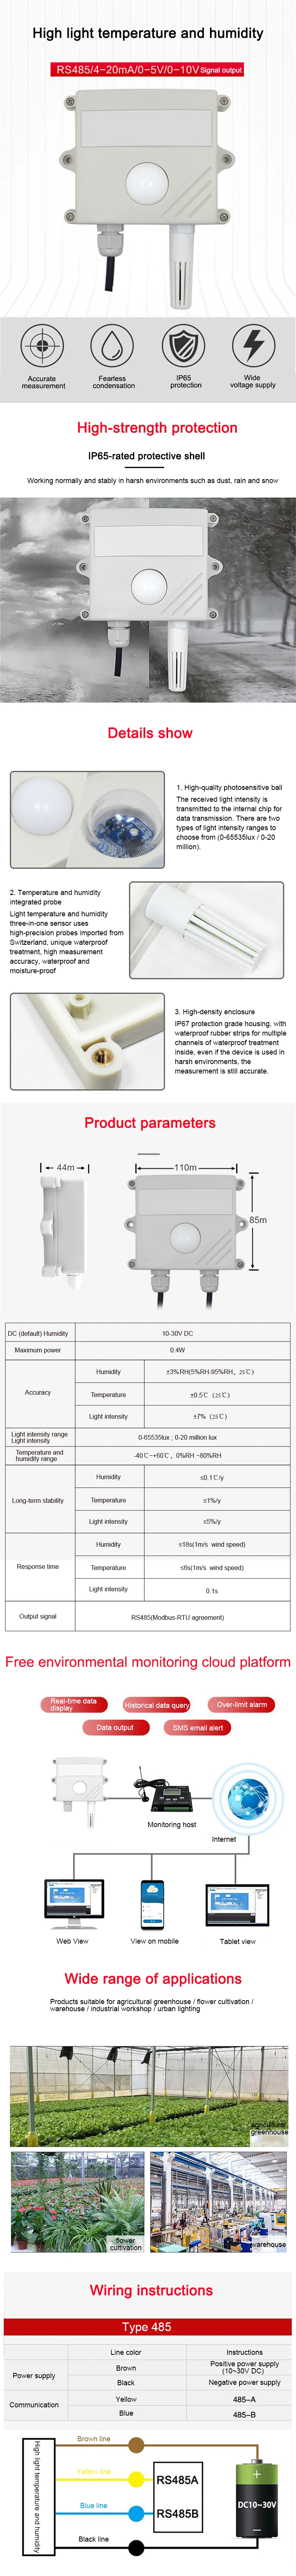 High light temperature and humidity
RS485/4-20mA/0-5V/0-10V Signal output
Accurate
measurement
Fearless
condensation
IP65
protection
Wide
voltage supply
High-strength protection
IP65-rated protective shell
Working normally and stably in harsh environments such as dust, rain and snow
Details show
1. High-quality photosensitive ball
The received light intensity is
transmitted to the internal chip for
data transmission. There are two
types of light intensity ranges to
choose from (0-65535lux / 0-20
million).
2. Temperature and humidity
integrated probe
Light temperature and humidity
three-in-one sensor uses
high-precision probes imported from
Switzerland, unique waterproof
treatment, high measurement
accuracy, waterproof and
moisture-proof
3. High-density enclosure
IP67 protection grade housing, with
waterproof rubber strips for multiple
channels of waterproof treatment
inside, even if the device is used in
harsh environments, the
measurement is still accurate.
Product parameters
44m
110m
85m
DC (default) Humidity 10-30V DC
Maximum power 0.4W
Accuracy
Humidity ±3%RH(5%RH-95%RH, 25℃)
Temperature ±0.5℃ (25℃)
Light intensity ±7% (25℃)
Light intensity range
Light intensity
0-65535lux ; 0-20 million lux
Temperature and
humidity range
-40℃~+60℃, 0%RH ~80%RH
Long-term stability
Humidity ≤0.1℃/y
Temperature ≤1%/y
Light intensity ≤5%/y
Response time
Humidity ≤18s(1m/s wind speed)
Temperature ≤6s(1m/s wind speed)
Light intensity 0.1s
Output signal RS485(Modbus-RTU agreement)
Free environmental monitoring cloud platform
Real-time data
display
Historical data query
Over-limit alarm
Data output
SMS email alert
Monitoring host
Internet
Web View
View on mobile
Tablet view
Wide range of applications
Products suitable for agricultural greenhouse / flower cultivation /
warehouse / industrial workshop / urban lighting
agricultural
greenhouse
flower
cultivation
warehouse
Wiring instructions
Type 485
Line color Instructions
Power supply
Brown Positive power supply
(10~30V DC)
Black Negative power supply
Communication
Yellow 485-A
Blue 485-B
High light temperature and humidity
Brown line
Yellow line
Blue line
Black line
RS485A
RS485B
DC10~30V